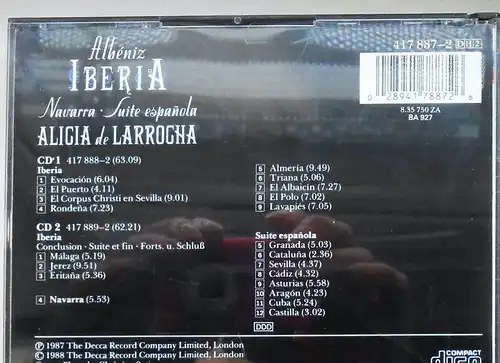 Albéniz
IBERIA
Navarra · Suite española
ALICIA de LARROCHA
417 887-2 DH2
0 28941 78872 6
8.35 750 ZA
BA 927
CD 1 417 888-2 (63.09)
Iberia
1 Evocación (6.04)
2 El Puerto (4.11)
3 El Corpus Christi en Sevilla (9.01)
4 Rondeña (7.23)
5 Almería (9.49)
6 Triana (5.06)
7 El Albaicín (7.27)
8 El Polo (7.02)
9 Lavapiés (7.05)
CD 2 417 889-2 (62.21)
Iberia
Conclusion · Suite et fin · Forts. u. Schluß
1 Málaga (5.19)
2 Jerez (9.51)
3 Eritaña (5.36)
4 Navarra (5.53)
Suite española
5 Granada (5.03)
6 Cataluña (2.36)
7 Sevilla (4.37)
8 Cádiz (4.32)
9 Asturias (5.58)
10 Aragón (4.23)
11 Cuba (5.24)
12 Castilla (3.02)
DDD
Ⓟ 1987 The Decca Record Company Limited, London
© 1988 The Decca Record Company Limited, London
COMPACT
disc